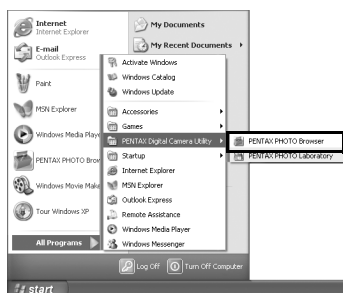 Internet
Internet Explorer
E-mail
Outlook Express
Paint
MSN Explorer
Windows Media Play
PENTAX PHOTO Brow
Windows Movie Make
Tour Windows XP
All Programs
My Documents
My Recent Documents
Activate Windows
Windows Catalog
Windows Update
Accessories
Games
PENTAX Digital Camera Utility
Startup
Internet Explorer
MSN Explorer
Outlook Express
Remote Assistance
Windows Media Player
Windows Messenger
PENTAX PHOTO Browser
PENTAX PHOTO Laboratory
Log Off
Turn Off Computer
start